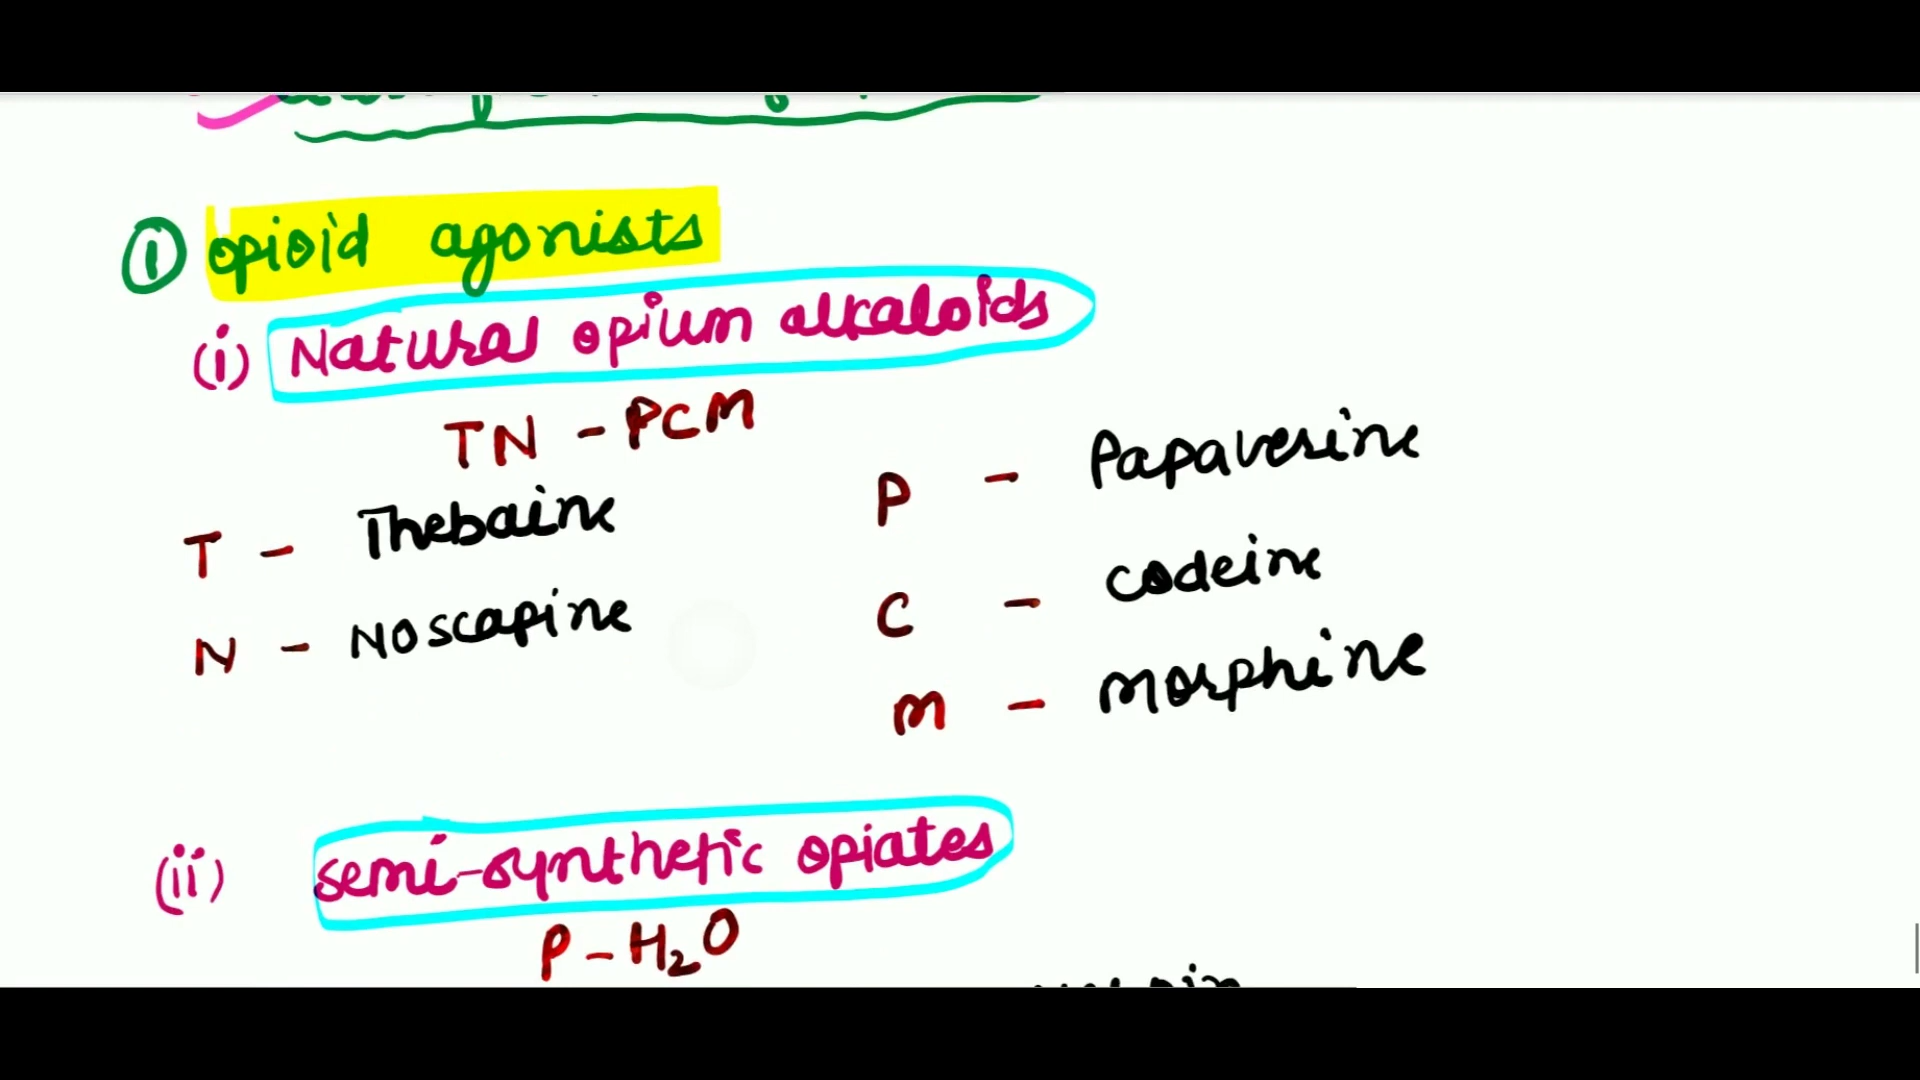 ① opioid agonists
(i) Natural opium alkaloids
TN - PCM
T - Thebaine
N - Noscapine
P - Papaverine
C - codeine
M - Morphine
(ii) semi-synthetic opiates
P - H₂O